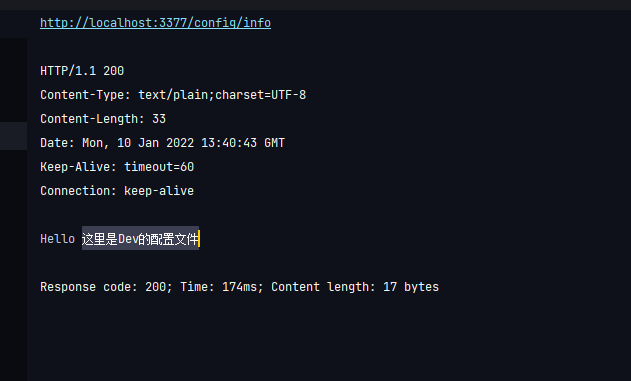 http://localhost:3377/config/info
HTTP/1.1 200
Content-Type: text/plain;charset=UTF-8
Content-Length: 33
Date: Mon, 10 Jan 2022 13:40:43 GMT
Keep-Alive: timeout=60
Connection: keep-alive
Hello 这里是Dev的配置文件
Response code: 200; Time: 174ms; Content length: 17 bytes